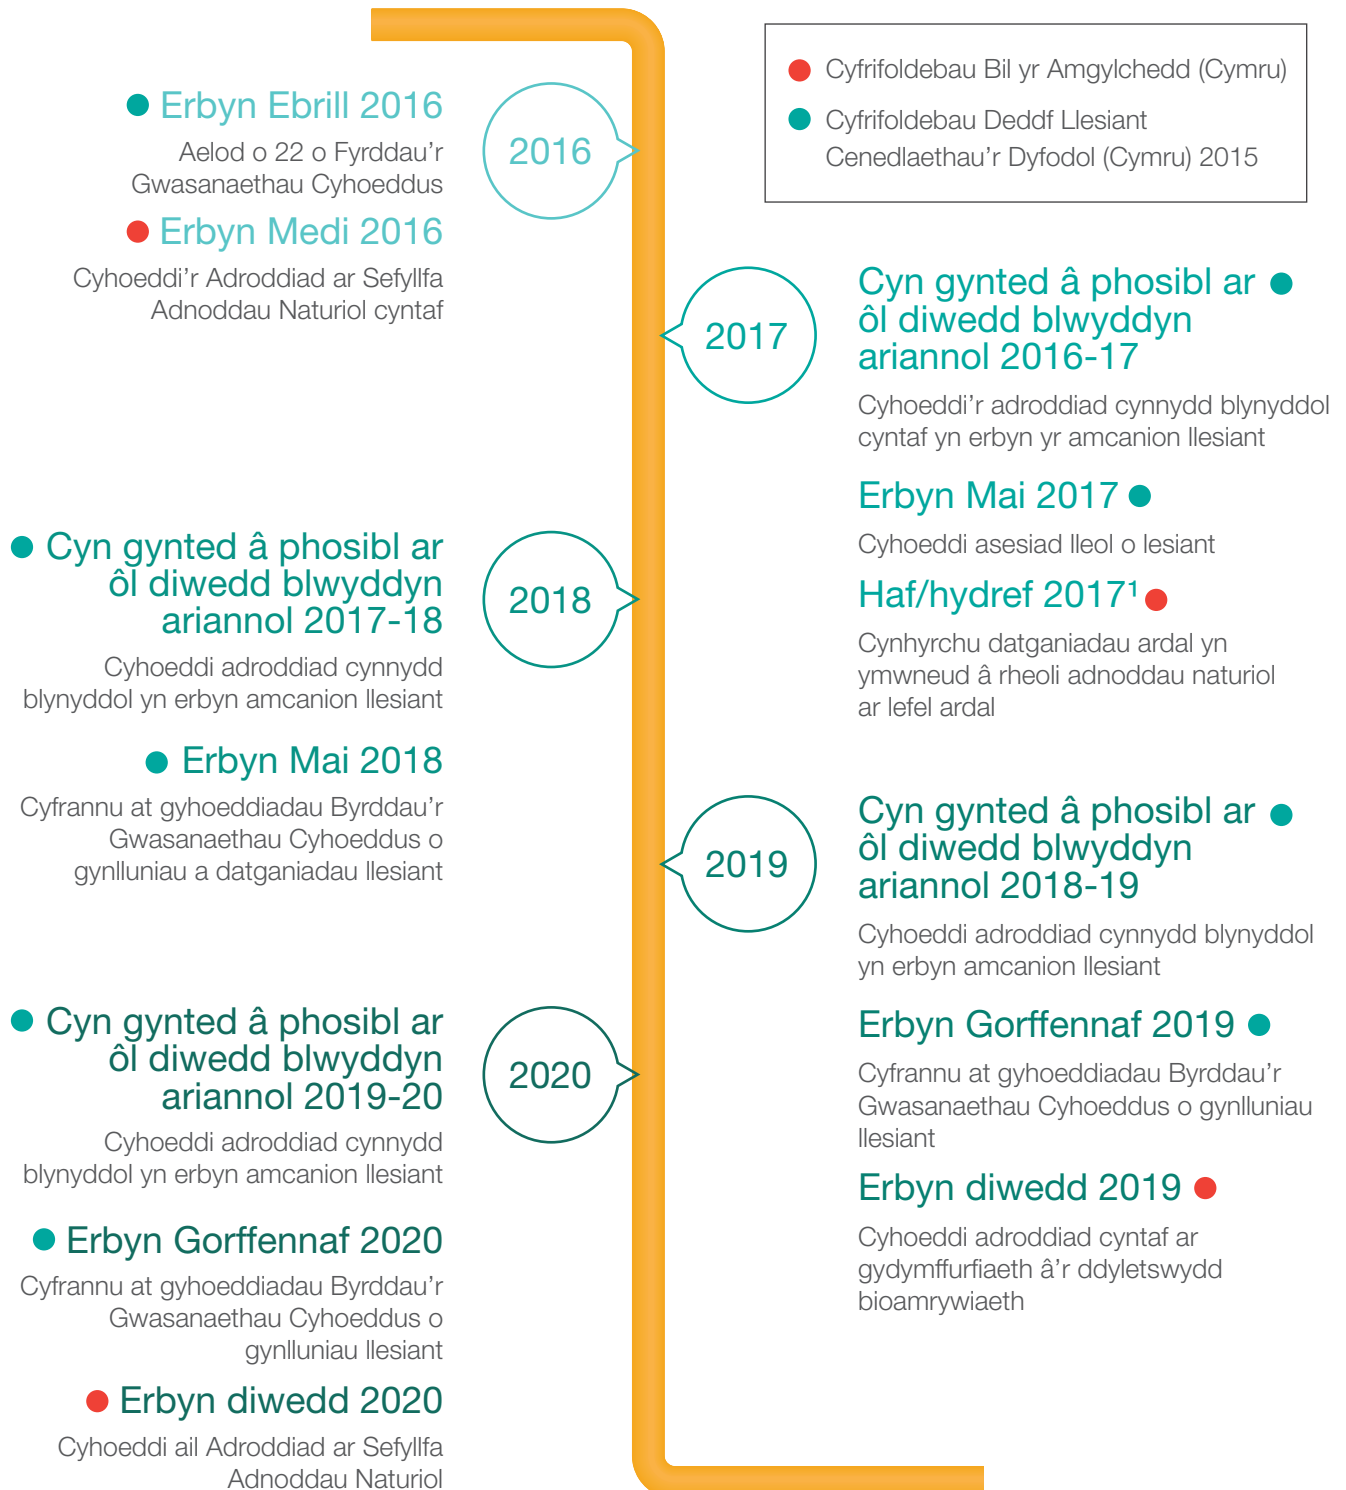 Cyfrifoldebau Bil yr Amgylchedd (Cymru)
Cyfrifoldebau Deddf Llesiant
Cenedlaethau'r Dyfodol (Cymru) 2015
2016
Erbyn Ebrill 2016
Aelod o 22 o Fyrddau'r
Gwasanaethau Cyhoeddus
Erbyn Medi 2016
Cyhoeddi’r Adroddiad ar Sefyllfa
Adnoddau Naturiol cyntaf
2017
Cyn gynted â phosibl ar
ôl diwedd blwyddyn
ariannol 2016-17
Cyhoeddi’r adroddiad cynnydd blynyddol
cyntaf yn erbyn yr amcanion llesiant
Erbyn Mai 2017
Cyhoeddi asesiad lleol o lesiant
Haf/hydref 2017¹
Cynhyrchu datganiadau ardal yn
ymwneud â rheoli adnoddau naturiol
ar lefel ardal
2018
Cyn gynted â phosibl ar
ôl diwedd blwyddyn
ariannol 2017-18
Cyhoeddi adroddiad cynnydd
blynyddol yn erbyn amcanion llesiant
Erbyn Mai 2018
Cyfrannu at gyhoeddiadau Byrddau'r
Gwasanaethau Cyhoeddus o
gynlluniau a datganiadau llesiant
2019
Cyn gynted â phosibl ar
ôl diwedd blwyddyn
ariannol 2018-19
Cyhoeddi adroddiad cynnydd blynyddol
yn erbyn amcanion llesiant
Erbyn Gorffennaf 2019
Cyfrannu at gyhoeddiadau Byrddau'r
Gwasanaethau Cyhoeddus o gynlluniau
llesiant
Erbyn diwedd 2019
Cyhoeddi adroddiad cyntaf ar
gydymffurfiaeth â’r ddyletswydd
bioamrywiaeth
2020
Cyn gynted â phosibl ar
ôl diwedd blwyddyn
ariannol 2019-20
Cyhoeddi adroddiad cynnydd
blynyddol yn erbyn amcanion llesiant
Erbyn Gorffennaf 2020
Cyfrannu at gyhoeddiadau Byrddau'r
Gwasanaethau Cyhoeddus o
gynlluniau llesiant
Erbyn diwedd 2020
Cyhoeddi ail Adroddiad ar Sefyllfa
Adnoddau Naturiol